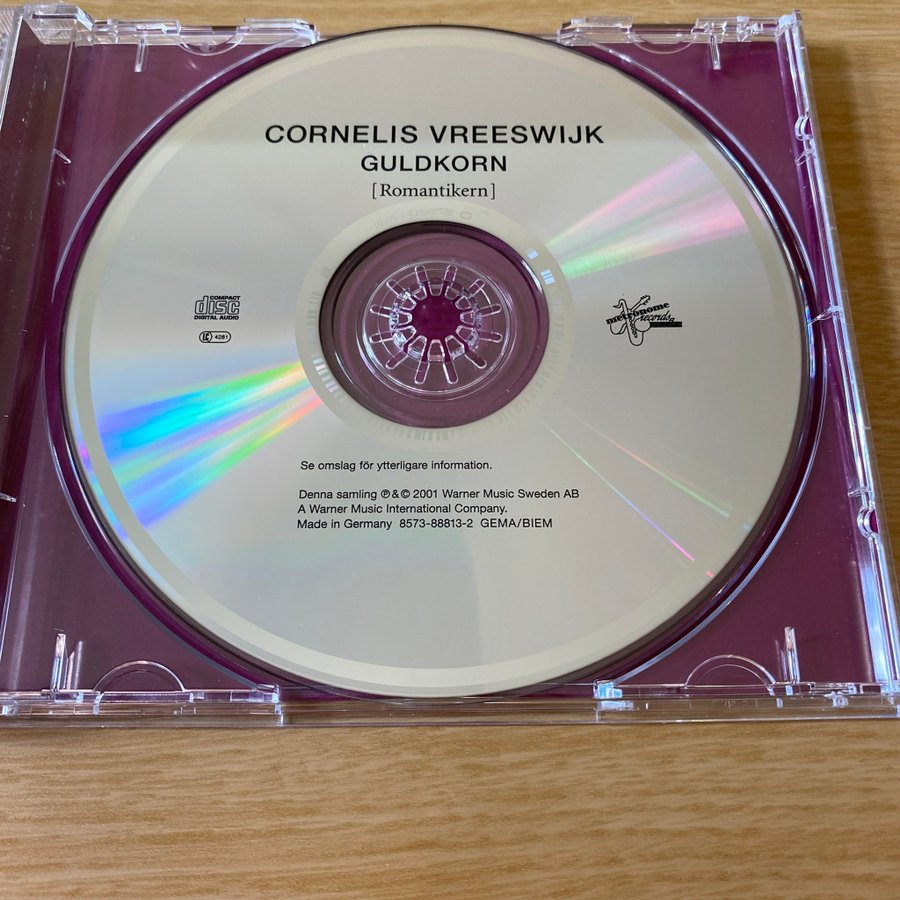 CORNELIS VREESWIJK
GULDKORN
[Romantikern]
COMPACT
disc
DIGITAL AUDIO
LC 4281
metronome
records
Se omslag för ytterligare information.
Denna samling ℗&© 2001 Warner Music Sweden AB
A Warner Music International Company.
Made in Germany 8573-88813-2 GEMA/BIEM